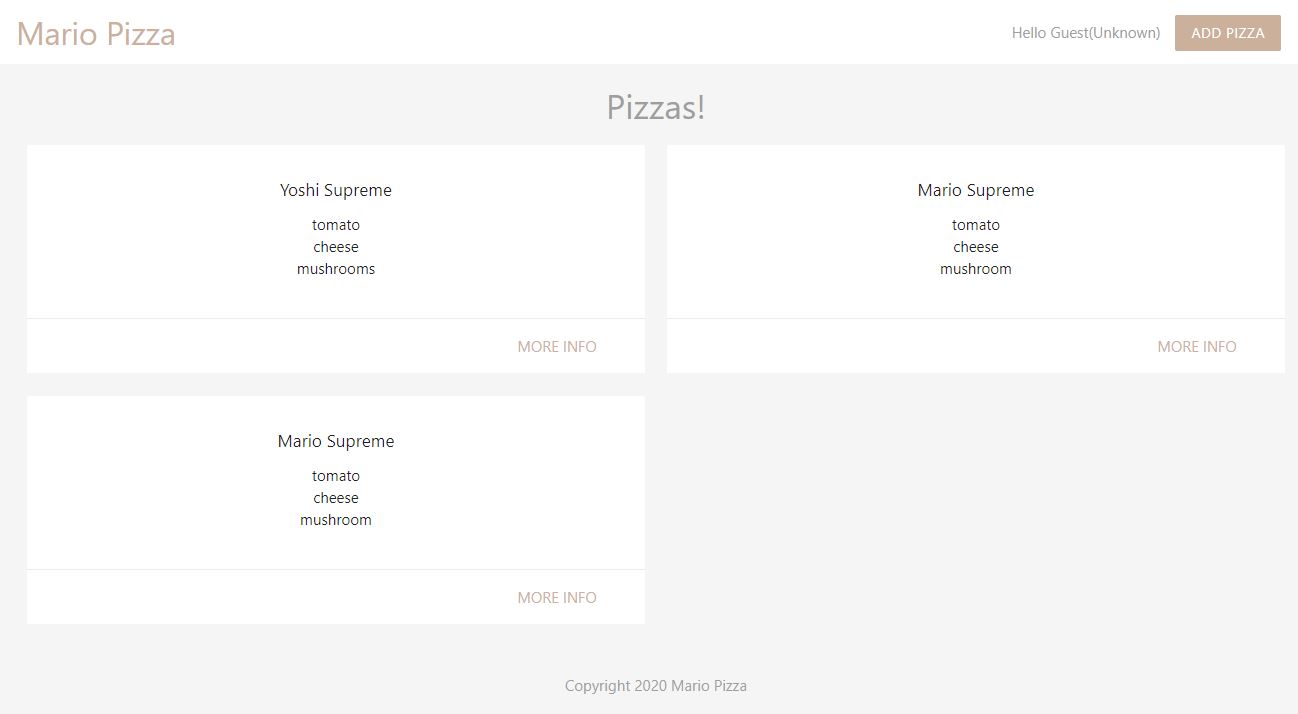 Mario Pizza
Hello Guest(Unknown) ADD PIZZA
Pizzas!
Yoshi Supreme
tomato
cheese
mushrooms
MORE INFO
Mario Supreme
tomato
cheese
mushroom
MORE INFO
Mario Supreme
tomato
cheese
mushroom
MORE INFO
Copyright 2020 Mario Pizza